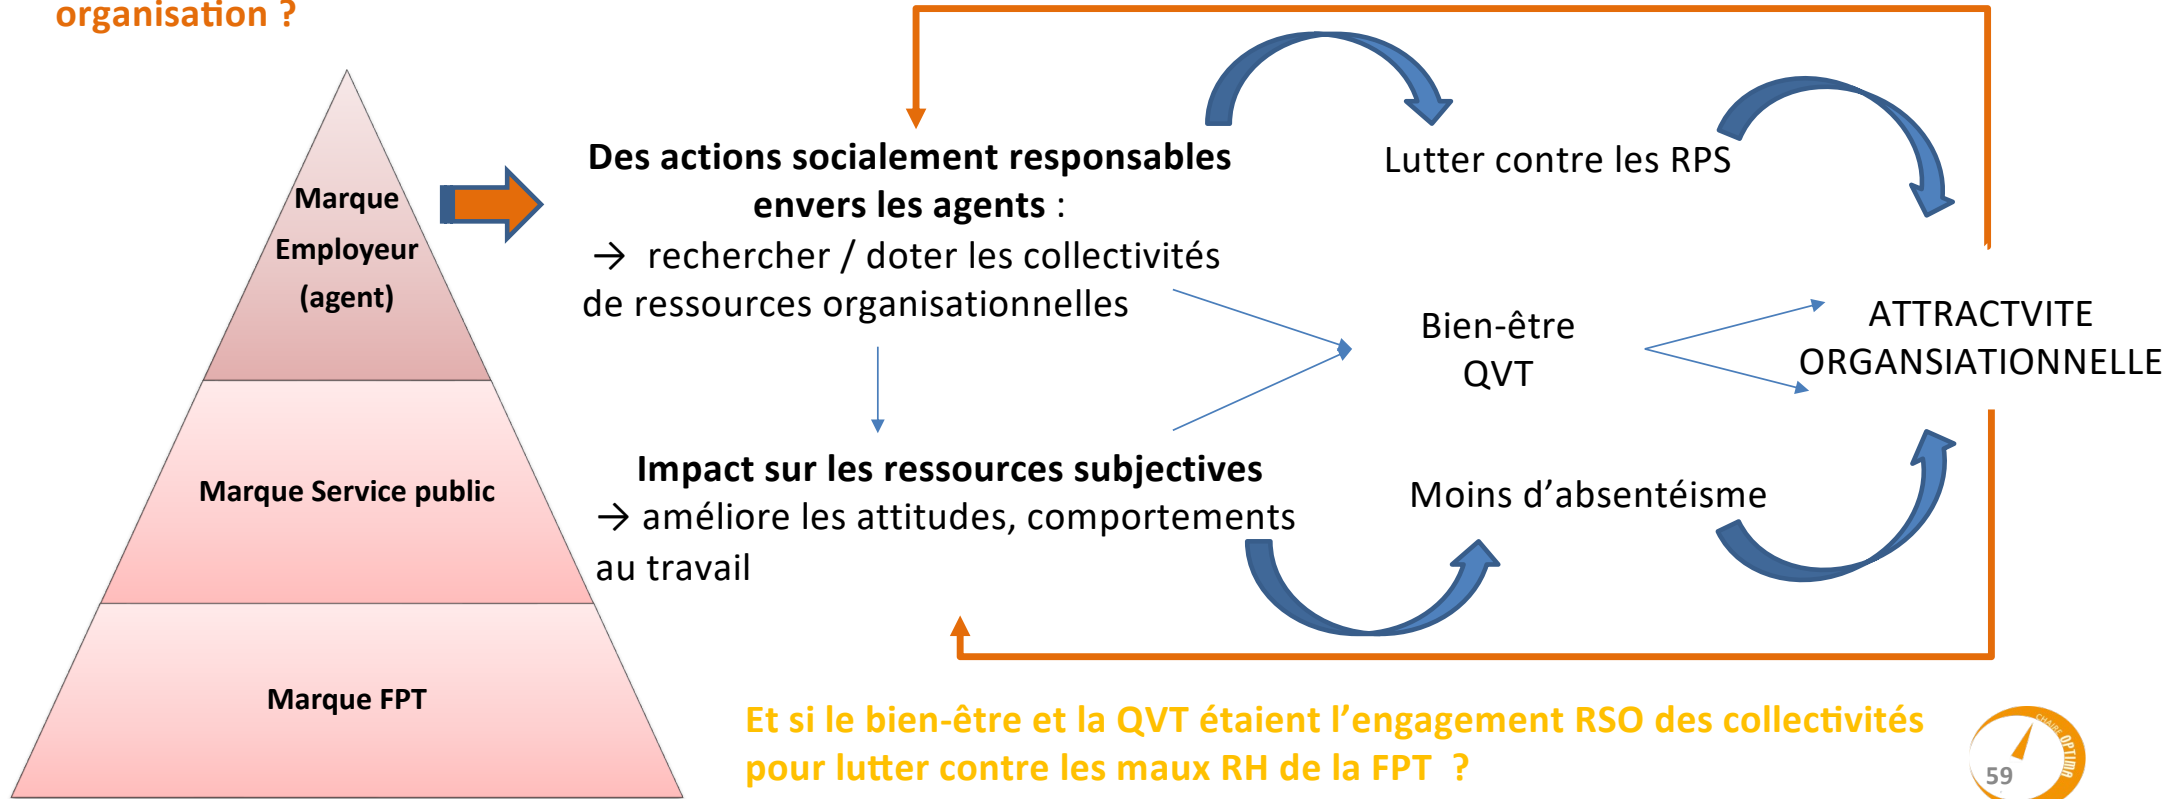 organisation ?
Marque
Employeur
(agent)
Marque Service public
Marque FPT
Des actions socialement responsables
envers les agents :
→ rechercher / doter les collectivités
de ressources organisationnelles
Impact sur les ressources subjectives
→ améliore les attitudes, comportements
au travail
Lutter contre les RPS
Bien-être
QVT
Moins d’absentéisme
ATTRACTVITE
ORGANSIATIONNELLE
Et si le bien-être et la QVT étaient l’engagement RSO des collectivités
pour lutter contre les maux RH de la FPT ?
CHAIRE OPTIMA
59